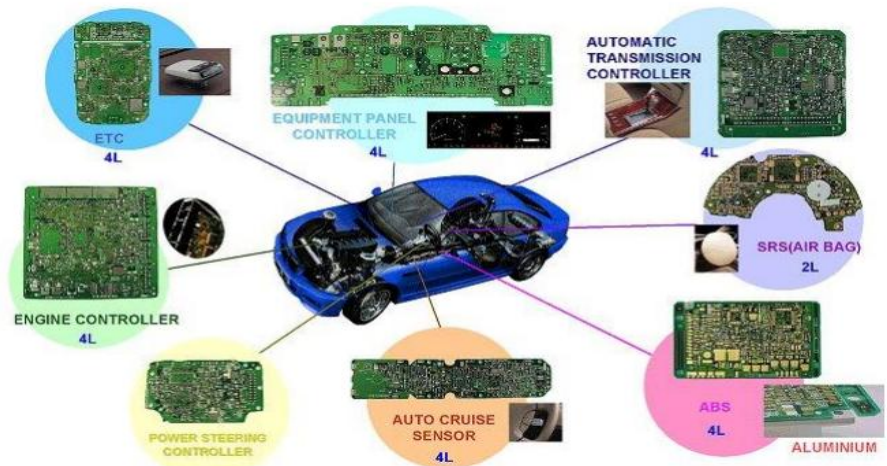 ETC
4L
EQUIPMENT PANEL
CONTROLLER
4L
AUTOMATIC
TRANSMISSION
CONTROLLER
4L
SRS(AIR BAG)
2L
ENGINE CONTROLLER
4L
POWER STEERING
CONTROLLER
AUTO CRUISE
SENSOR
4L
ABS
4L
ALUMINIUM